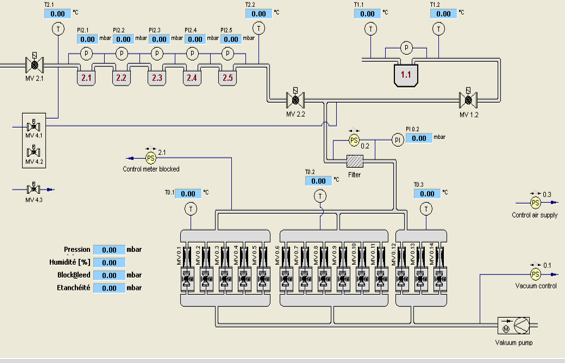 T2.1
0.00 °C
T2.2
0.00 °C
T1.1
0.00 °C
T1.2
0.00 °C
PI2.1
0.00 mbar
PI2.2
0.00 mbar
PI2.3
0.00 mbar
PI2.4
0.00 mbar
PI2.5
0.00 mbar
T
T
T
T
P
P
P
P
P
P
2.1
2.2
2.3
2.4
2.5
1.1
MV 2.1
MV 2.2
MV 1.2
MV 4.1
MV 4.2
MV 4.3
PS
2.1
Control meter blocked
PS
0.2
PI
PI 0.2
0.00 mbar
Filter
T0.1
0.00 °C
T0.2
0.00 °C
T0.3
0.00 °C
T
T
T
PS
0.3
Control air supply
MV 0.1
MV 0.2
MV 0.3
MV 0.4
MV 0.5
MV 0.6
MV 0.7
MV 0.8
MV 0.9
MV 0.10
MV 0.11
MV 0.12
MV 0.13
MV 0.14
Pression 0.00 mbar
Humidité [%] 0.00
Block&Bleed 0.00 mbar
Etanchéité 0.00 mbar
PS
0.1
Vacuum control
M
Vakuum pump